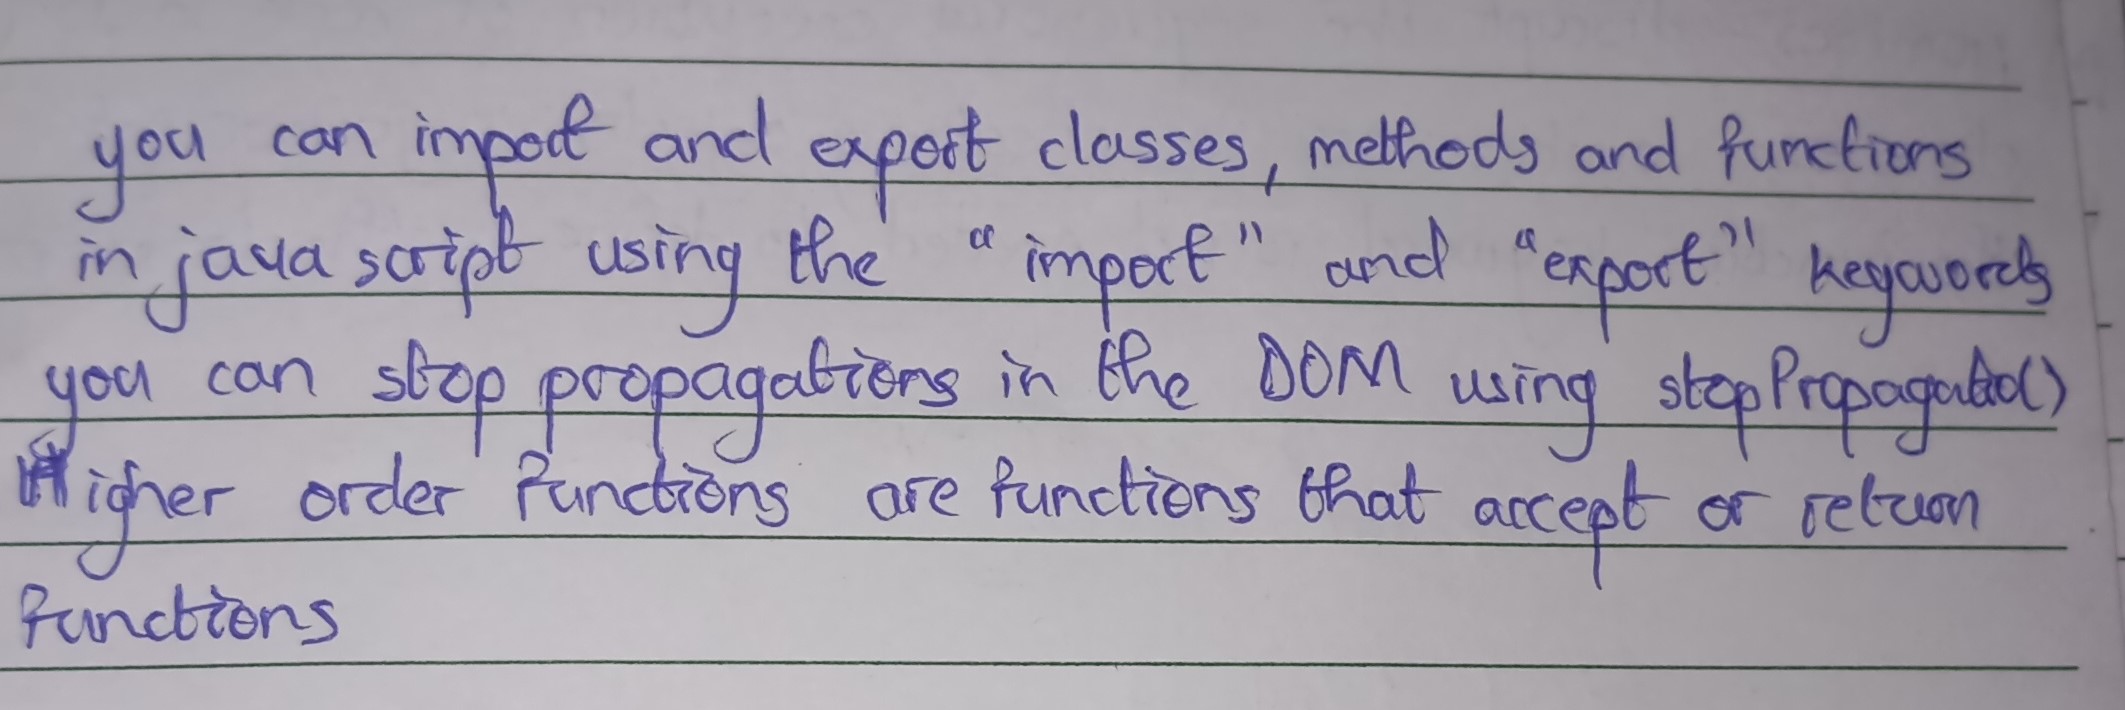 you can import and export classes, methods and functions
in java script using the "import" and "export" keywords
you can stop propagations in the DOM using stopPropagatio()
Higher order functions are functions that accept or return
functions